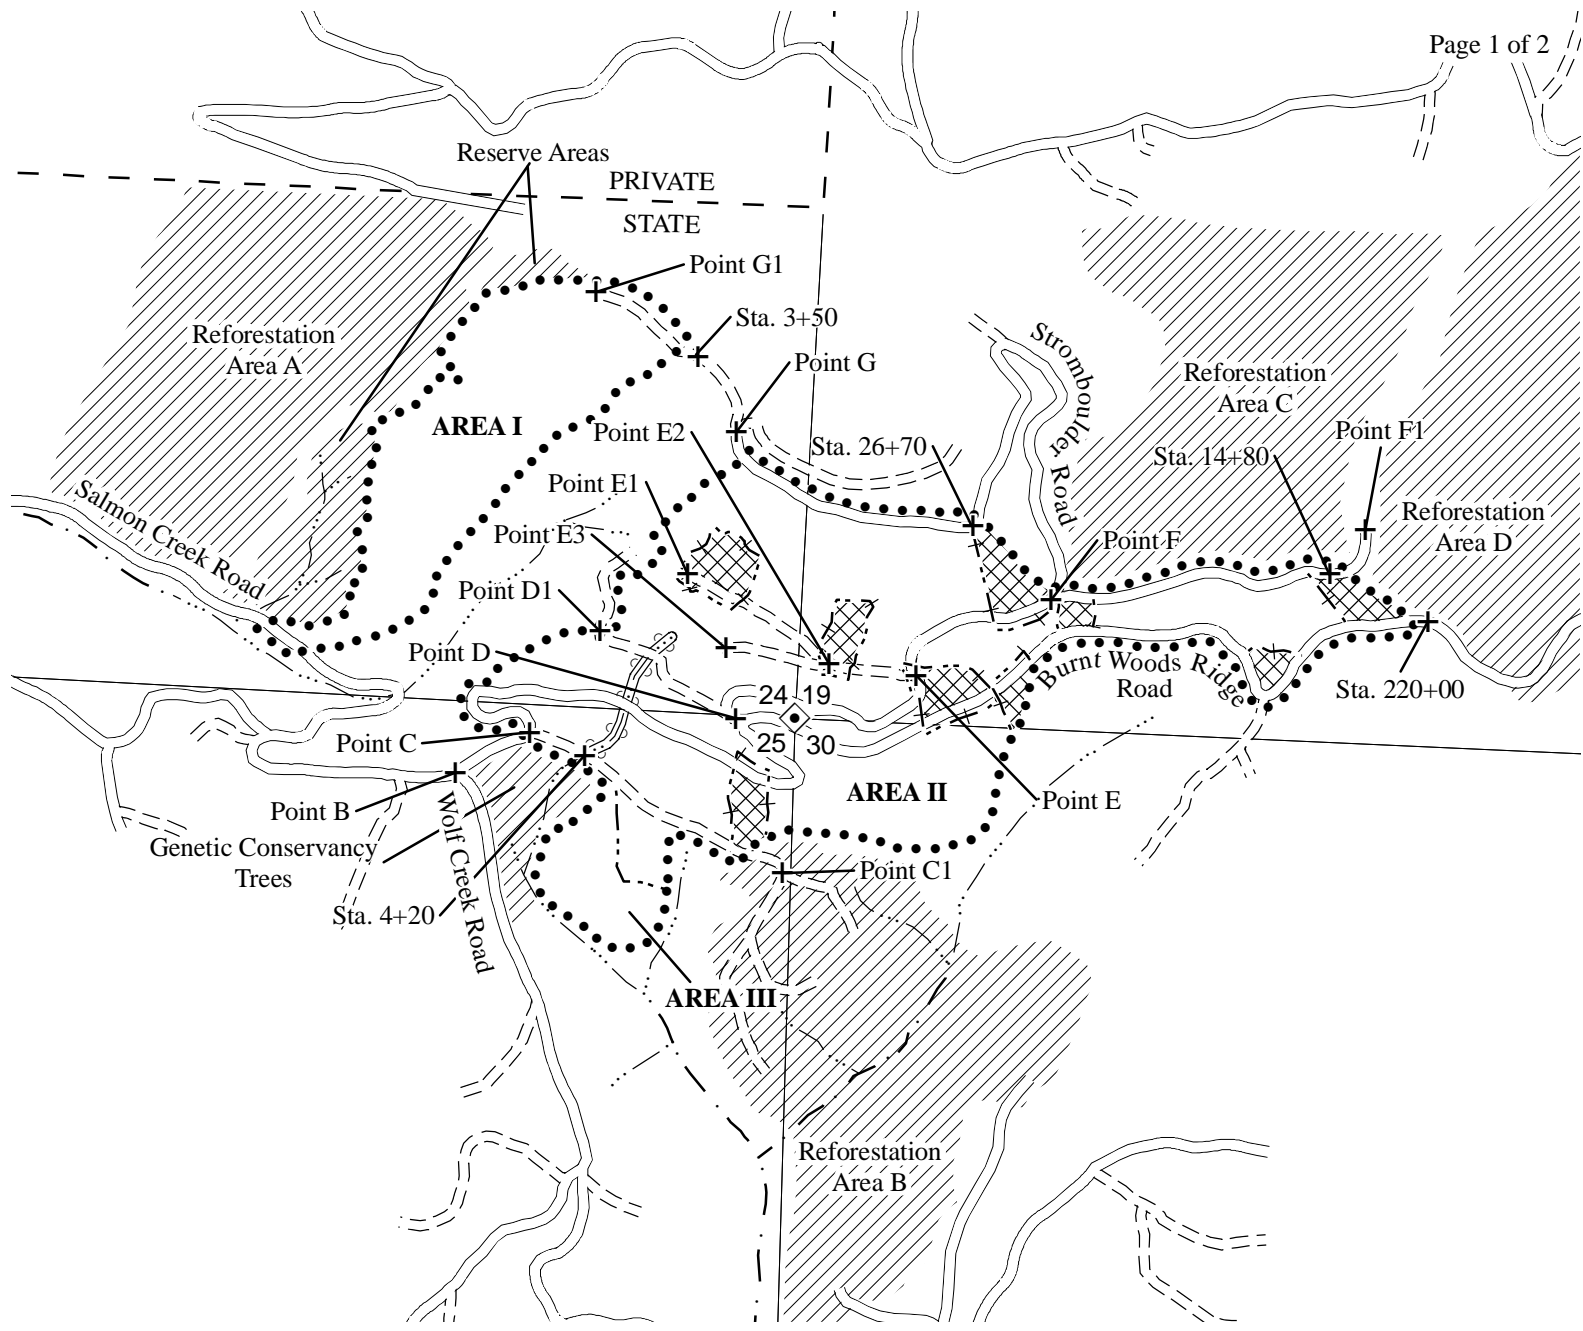 Page 1 of 2
Reserve Areas
PRIVATE
STATE
Point G1
Sta. 3+50
Reforestation
Area A
Stromboulder Road
Point G
Reforestation
Area C
AREA I
Point E2
Sta. 26+70
Point F1
Sta. 14+80
Point E1
Salmon Creek Road
Reforestation
Area D
Point E3
Point F
Point D1
Point D
Burnt Woods Ridge
Road
Sta. 220+00
24 19
25 30
Point C
AREA II
Point E
Point B
Wolf Creek Road
Genetic Conservancy
Trees
Point C1
Sta. 4+20
AREA III
Reforestation
Area B